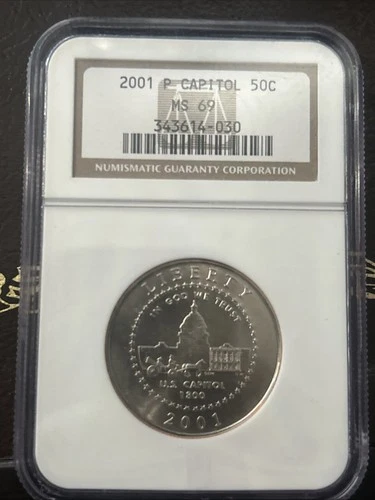 2001 P CAPITOL 50C
MS 69
343614-030
NUMISMATIC GUARANTY CORPORATION
LIBERTY
IN GOD WE TRUST
U.S. CAPITOL
1800
2001